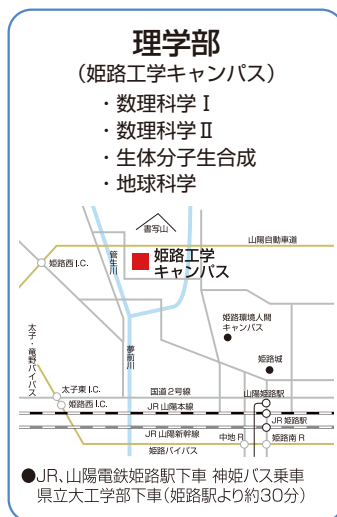 理学部
(姫路工学キャンパス)
・数理科学Ⅰ
・数理科学Ⅱ
・生体分子生合成
・地球科学
書写山
山陽自動車道
菅生川
姫路工学
キャンパス
姫路西 I.C.
姫路環境人間
キャンパス
太子・竜野バイパス
夢前川
姫路城
太子東 I.C.
国道2号線
山陽姫路駅
姫路西 I.C.
JR 山陽本線
JR 姫路駅
JR 山陽新幹線
中地 R
姫路南 R
姫路バイパス
●JR、山陽電鉄姫路駅下車 神姫バス乗車
県立大工学部下車(姫路駅より約30分)